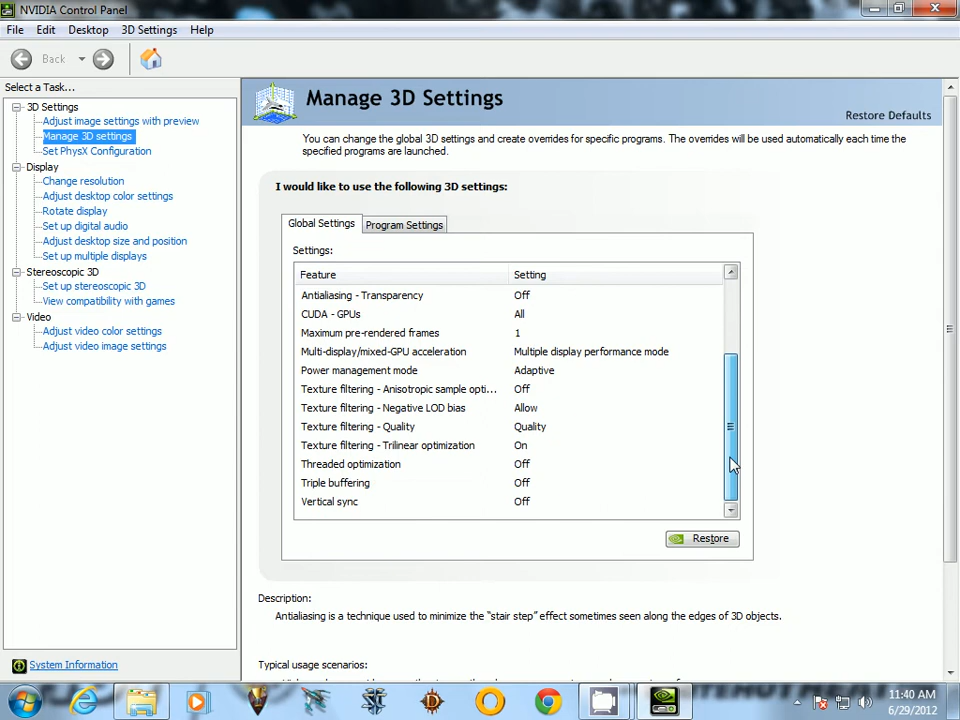 NVIDIA Control Panel
File Edit Desktop 3D Settings Help
Back
Select a Task...
3D Settings
Adjust image settings with preview
Manage 3D settings
Set PhysX Configuration
Display
Change resolution
Adjust desktop color settings
Rotate display
Set up digital audio
Adjust desktop size and position
Set up multiple displays
Stereoscopic 3D
Set up stereoscopic 3D
View compatibility with games
Video
Adjust video color settings
Adjust video image settings
System Information
Manage 3D Settings
Restore Defaults
You can change the global 3D settings and create overrides for specific programs. The overrides will be used automatically each time the
specified programs are launched.
I would like to use the following 3D settings:
Global Settings Program Settings
Settings:
Feature Setting
Antialiasing - Transparency Off
CUDA - GPUs All
Maximum pre-rendered frames 1
Multi-display/mixed-GPU acceleration Multiple display performance mode
Power management mode Adaptive
Texture filtering - Anisotropic sample opti... Off
Texture filtering - Negative LOD bias Allow
Texture filtering - Quality Quality
Texture filtering - Trilinear optimization On
Threaded optimization Off
Triple buffering Off
Vertical sync Off
Restore
Description:
Antialiasing is a technique used to minimize the "stair step" effect sometimes seen along the edges of 3D objects.
Typical usage scenarios:
11:40 AM
6/29/2012